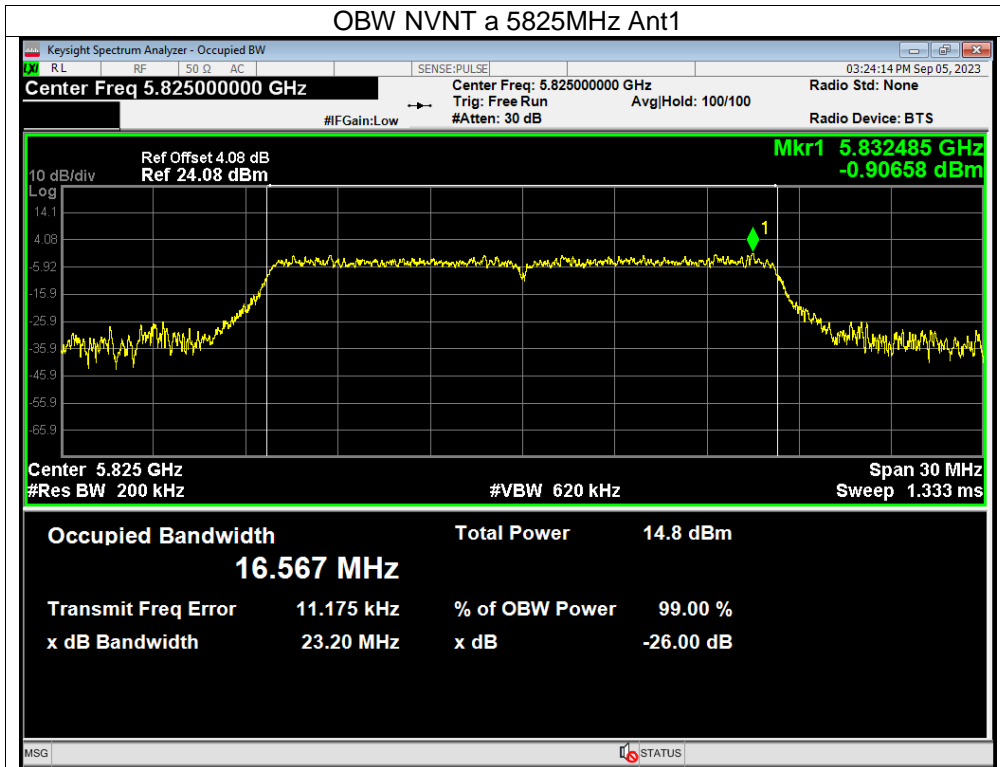 OBW NVNT a 5825MHz Ant1
Keysight Spectrum Analyzer - Occupied BW
LXI RL RF 50 Ω AC SENSE:PULSE 03:24:14 PM Sep 05, 2023
Center Freq 5.825000000 GHz Center Freq: 5.825000000 GHz Radio Std: None
Trig: Free Run Avg|Hold: 100/100
#IFGain:Low #Atten: 30 dB Radio Device: BTS
Mkr1 5.832485 GHz
-0.90658 dBm
Ref Offset 4.08 dB
10 dB/div Ref 24.08 dBm
Log
14.1
4.08
-5.92
-15.9
-25.9
-35.9
-45.9
-55.9
-65.9
1
Center 5.825 GHz Span 30 MHz
#Res BW 200 kHz #VBW 620 kHz Sweep 1.333 ms
Occupied Bandwidth Total Power 14.8 dBm
16.567 MHz
Transmit Freq Error 11.175 kHz % of OBW Power 99.00 %
x dB Bandwidth 23.20 MHz x dB -26.00 dB
MSG STATUS